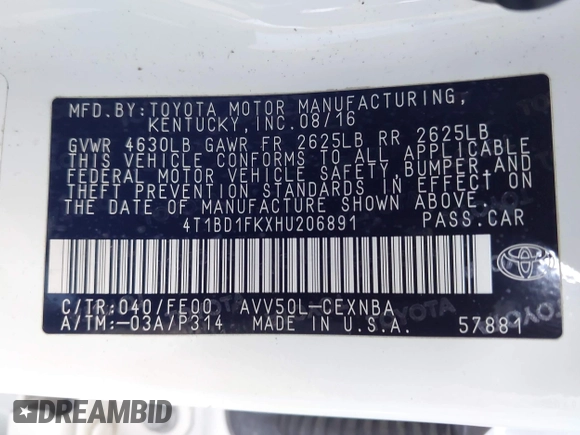 MFD.BY:TOYOTA MOTOR MANUFACTURING,
KENTUCKY,INC.08/16
GVWR 4630LB GAWR FR 2625LB RR 2625LB
THIS VEHICLE CONFORMS TO ALL APPLICABLE
FEDERAL MOTOR VEHICLE SAFETY,BUMPER,AND
THEFT PREVENTION STANDARDS IN EFFECT ON
THE DATE OF MANUFACTURE SHOWN ABOVE.
4T1BD1FKXHU206891 PASS.CAR
C/TR:040/FE00 AVV50L-CEXNBA
A/TM:-03A/P314 MADE IN U.S.A. 57881
TOYOTA
DREAMBID